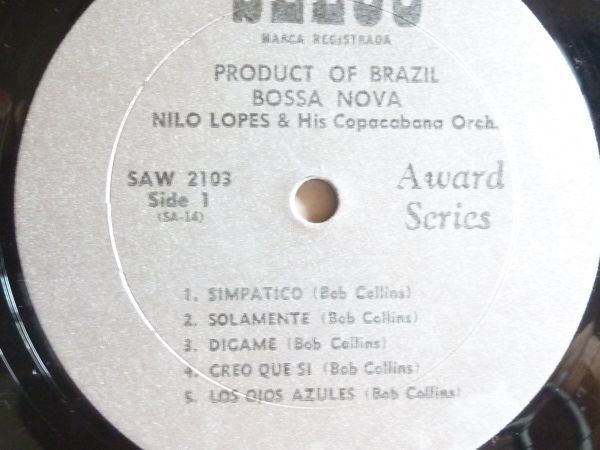 MARCA REGISTRADA
PRODUCT OF BRAZIL
BOSSA NOVA
NILO LOPES & His Copacabana Orch.
SAW 2103
Side 1
(SA-14)
Award
Series
1. SIMPATICO (Bob Collins)
2. SOLAMENTE (Bob Collins)
3. DIGAME (Bob Collins)
4. CREO QUE SI (Bob Collins)
5. LOS OJOS AZULES (Bob Collins)